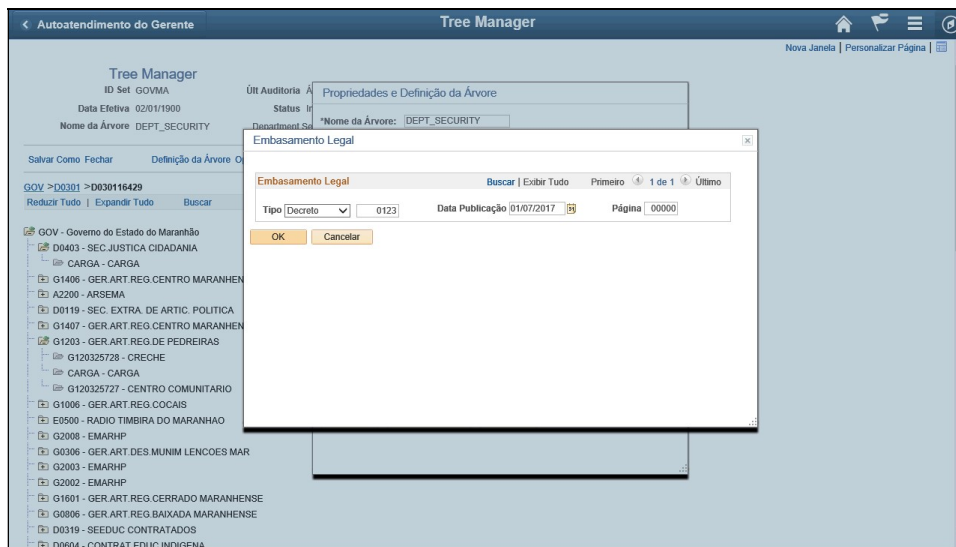 Autoatendimento do Gerente
Tree Manager
Nova Janela | Personalizar Página |
Tree Manager
ID Set GOVMA
Últ Auditoria
Data Efetiva 02/01/1900
Status
Nome da Árvore DEPT_SECURITY
Department
Propriedades e Definição da Árvore
*Nome da Árvore: DEPT_SECURITY
Salvar Como Fechar Definição da Árvore
Embasamento Legal
Embasamento Legal
Buscar | Exibir Tudo Primeiro 1 de 1 Último
Tipo Decreto 0123 Data Publicação 01/07/2017 Página 00000
OK Cancelar
GOV >D0301 >D030116429
Reduzir Tudo | Expandir Tudo Buscar
GOV - Governo do Estado do Maranhão
D0403 - SEC.JUSTICA CIDADANIA
CARGA - CARGA
G1406 - GER.ART.REG.CENTRO MARANHEN
A2200 - ARSEMA
D0119 - SEC. EXTRA. DE ARTIC. POLITICA
G1407 - GER.ART.REG.CENTRO MARANHEN
G1203 - GER.ART.REG.DE PEDREIRAS
G120325728 - CRECHE
CARGA - CARGA
G120325727 - CENTRO COMUNITARIO
G1006 - GER.ART.REG.COCAIS
E0500 - RADIO TIMBIRA DO MARANHAO
G2008 - EMARHP
G0306 - GER.ART.DES.MUNIM LENCOES MAR
G2003 - EMARHP
G2002 - EMARHP
G1601 - GER.ART.REG.CERRADO MARANHENSE
G0806 - GER.ART.REG.BAIXADA MARANHENSE
D0319 - SEEDUC CONTRATADOS
D0604 - CONTRAT EDUC INDIGENA